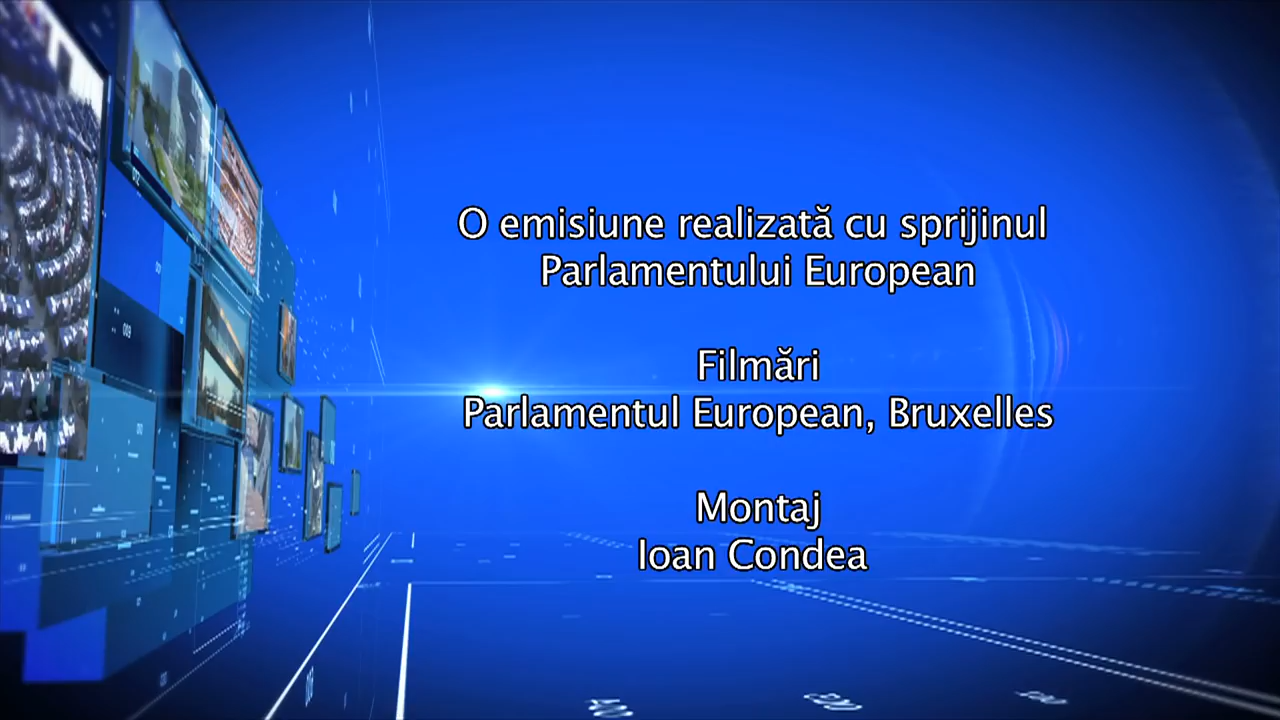 O emisiune realizată cu sprijinul
Parlamentului European
Filmări
Parlamentul European, Bruxelles
Montaj
Ioan Condea